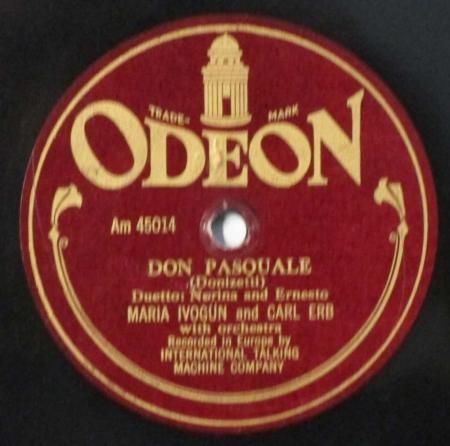 TRADE- MARK
ODEON
Am 45014
DON PASQUALE
(Donizetti)
Duetto: Norina and Ernesto
MARIA IVOGÜN and CARL ERB
with orchestra
Recorded in Europe by
INTERNATIONAL TALKING
MACHINE COMPANY